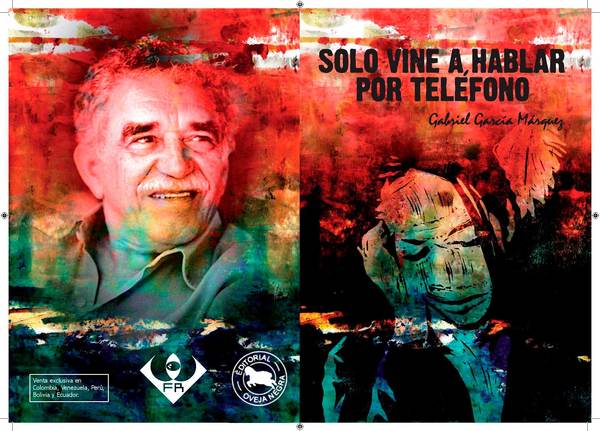 SOLO VINE A HABLAR
POR TELÉFONO
Gabriel García Márquez
Venta exclusiva en
Colombia, Venezuela, Perú,
Bolivia y Ecuador.
FR
EDITORIAL
OVEJA NEGRA